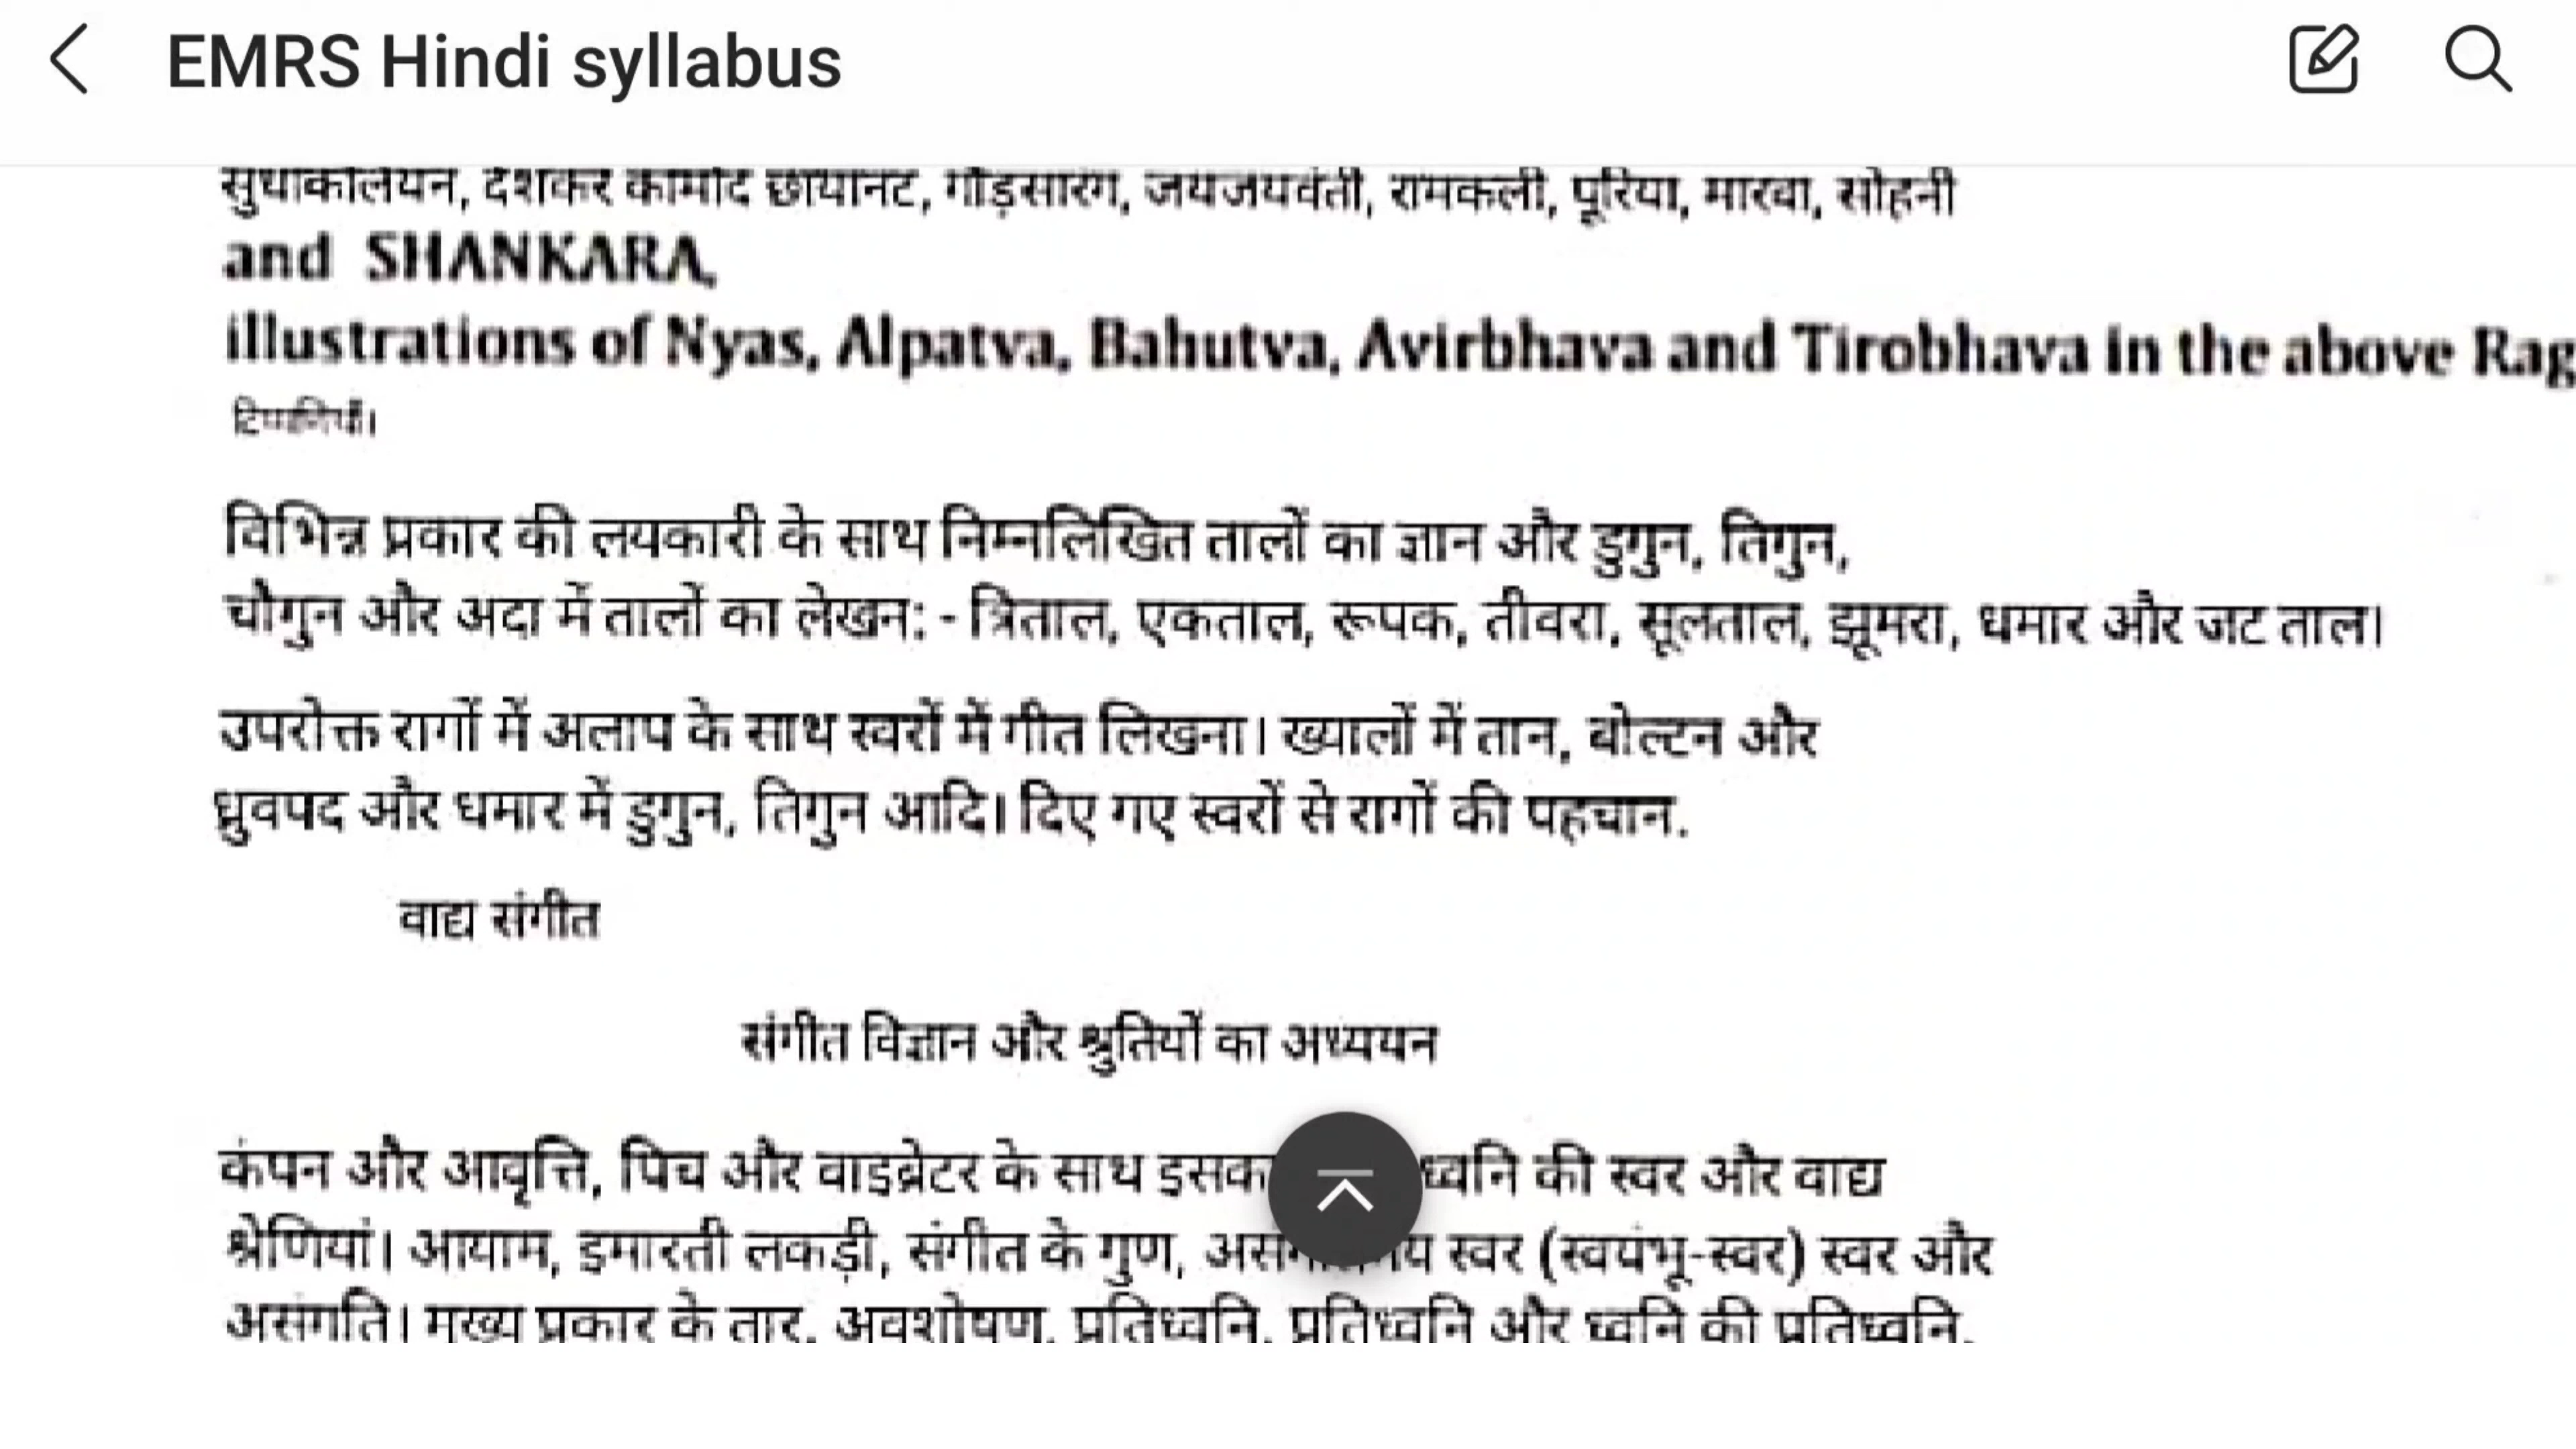 EMRS Hindi syllabus
सुधाकलियन, देशकर कामोद छायानट, गौड़सारंग, जयजयवंती, रामकली, पूरिया, मारवा, सोहनी
and SHANKARA,
illustrations of Nyas, Alpatva, Bahutva, Avirbhava and Tirobhava in the above Rag
टिप्पणियाँ।
विभिन्न प्रकार की लयकारी के साथ निम्नलिखित तालों का ज्ञान और डुगुन, तिगुन,
चौगुन और अदा में तालों का लेखन: - त्रिताल, एकताल, रूपक, तीवरा, सूलताल, झूमरा, धमार और जट ताल।
उपरोक्त रागों में अलाप के साथ स्वरों में गीत लिखना। ख्यालों में तान, बोल्टन और
ध्रुवपद और धमार में डुगुन, तिगुन आदि। दिए गए स्वरों से रागों की पहचान.
वाद्य संगीत
संगीत विज्ञान और श्रुतियों का अध्ययन
कंपन और आवृत्ति, पिच और वाइब्रेटर के साथ इसका ध्वनि की स्वर और वाद्य
श्रेणियां। आयाम, इमारती लकड़ी, संगीत के गुण, स्वर (स्वयंभू-स्वर) स्वर और
असंगति। मुख्य प्रकार के तार, अवशोषण, प्रतिध्वनि, प्रतिध्वनि और ध्वनि की प्रतिध्वनि,